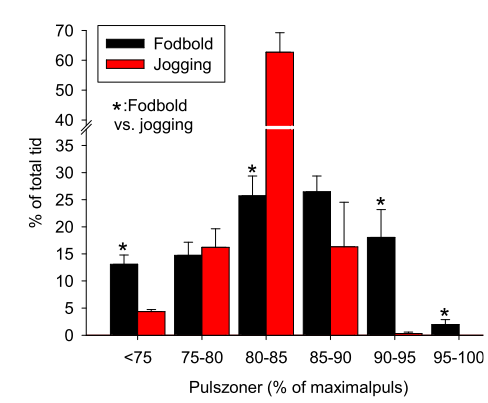 70
60
50
40
35
30
25
20
15
10
5
0
% of total tid
Fodbold
Jogging
*:Fodbold
vs. jogging
*
*
*
*
<75 75-80 80-85 85-90 90-95 95-100
Pulszoner (% of maximalpuls)